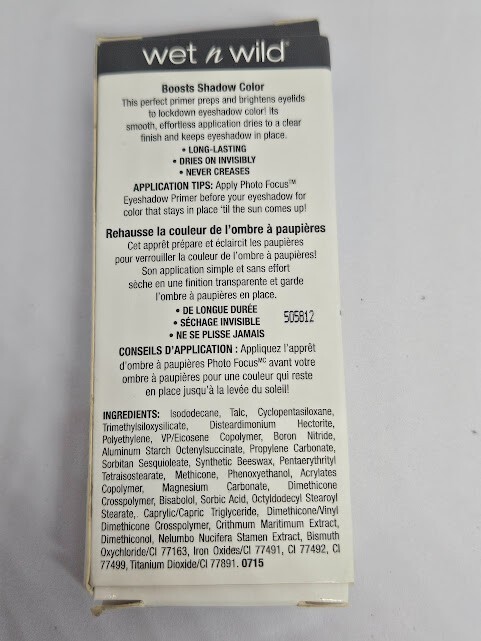 wet n wild®
Boosts Shadow Color
This perfect primer preps and brightens eyelids
to lockdown eyeshadow color! Its
smooth, effortless application dries to a clear
finish and keeps eyeshadow in place.
• LONG-LASTING
• DRIES ON INVISIBLY
• NEVER CREASES
APPLICATION TIPS: Apply Photo Focus™
Eyeshadow Primer before your eyeshadow for
color that stays in place 'til the sun comes up!
Rehausse la couleur de l'ombre à paupières
Cet apprêt prépare et éclaircit les paupières
pour verrouiller la couleur de l'ombre à paupières!
Son application simple et sans effort
sèche en une finition transparente et garde
l'ombre à paupières en place.
• DE LONGUE DURÉE
• SÉCHAGE INVISIBLE
• NE SE PLISSE JAMAIS
505812
CONSEILS D'APPLICATION : Appliquez l'apprêt
d'ombre à paupières Photo Focus MC avant votre
ombre à paupières pour une couleur qui reste
en place jusqu'à la levée du soleil!
INGREDIENTS: Isododecane, Talc, Cyclopentasiloxane,
Trimethylsiloxysilicate, Disteardimonium Hectorite,
Polyethylene, VP/Eicosene Copolymer, Boron Nitride,
Aluminum Starch Octenylsuccinate, Propylene Carbonate,
Sorbitan Sesquioleate, Synthetic Beeswax, Pentaerythrityl
Tetraisostearate, Methicone, Phenoxyethanol, Acrylates
Copolymer, Magnesium Carbonate, Dimethicone
Crosspolymer, Bisabolol, Sorbic Acid, Octyldodecyl Stearoyl
Stearate, Caprylic/Capric Triglyceride, Dimethicone/Vinyl
Dimethicone Crosspolymer, Crithmum Maritimum Extract,
Dimethiconol, Nelumbo Nucifera Stamen Extract, Bismuth
Oxychloride/CI 77163, Iron Oxides/CI 77491, CI 77492, CI
77499, Titanium Dioxide/CI 77891. 0715